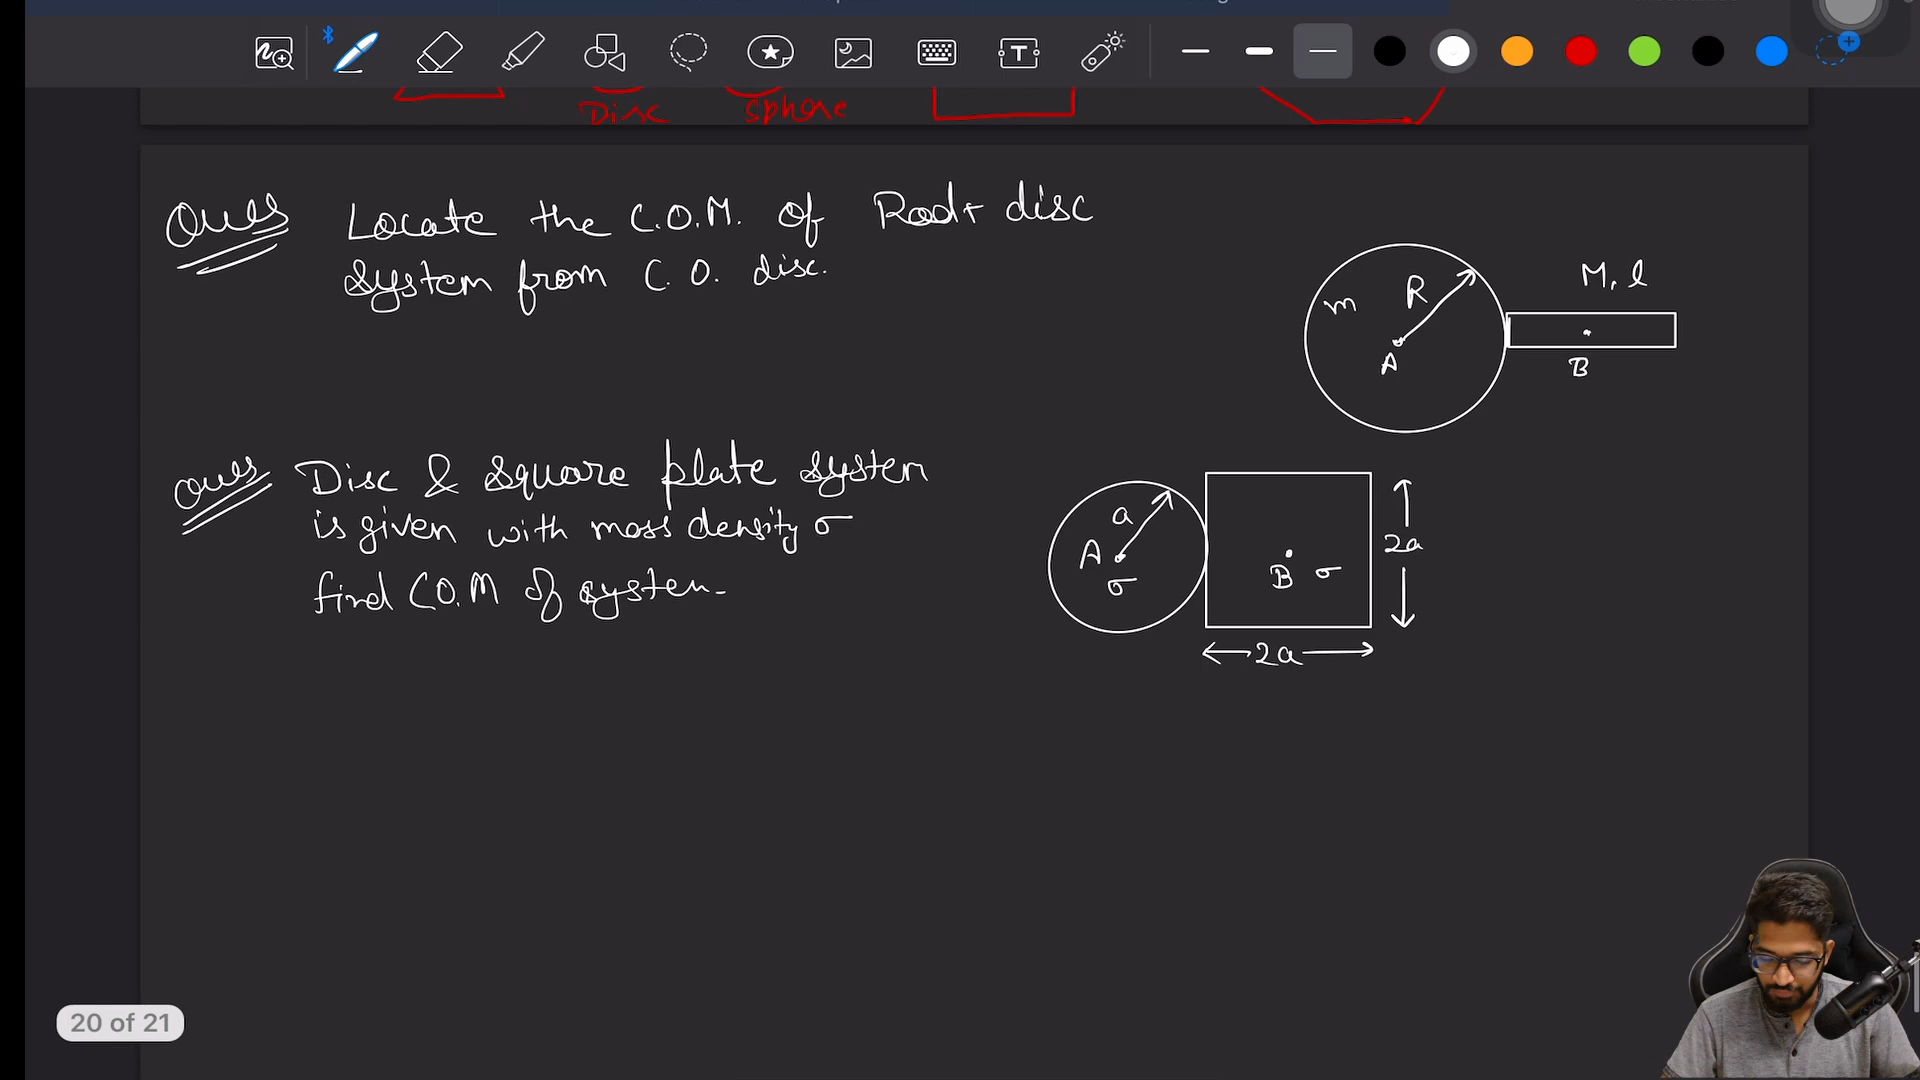 Disc Sphere
Ques Locate the C.O.M. of Rod+ disc
System from C.O. disc.
M, l
m R
A
B
Ques Disc & Square plate system
is given with mass density σ
find C.O.M of system.
a
A
σ
B σ
2a
2a
20 of 21